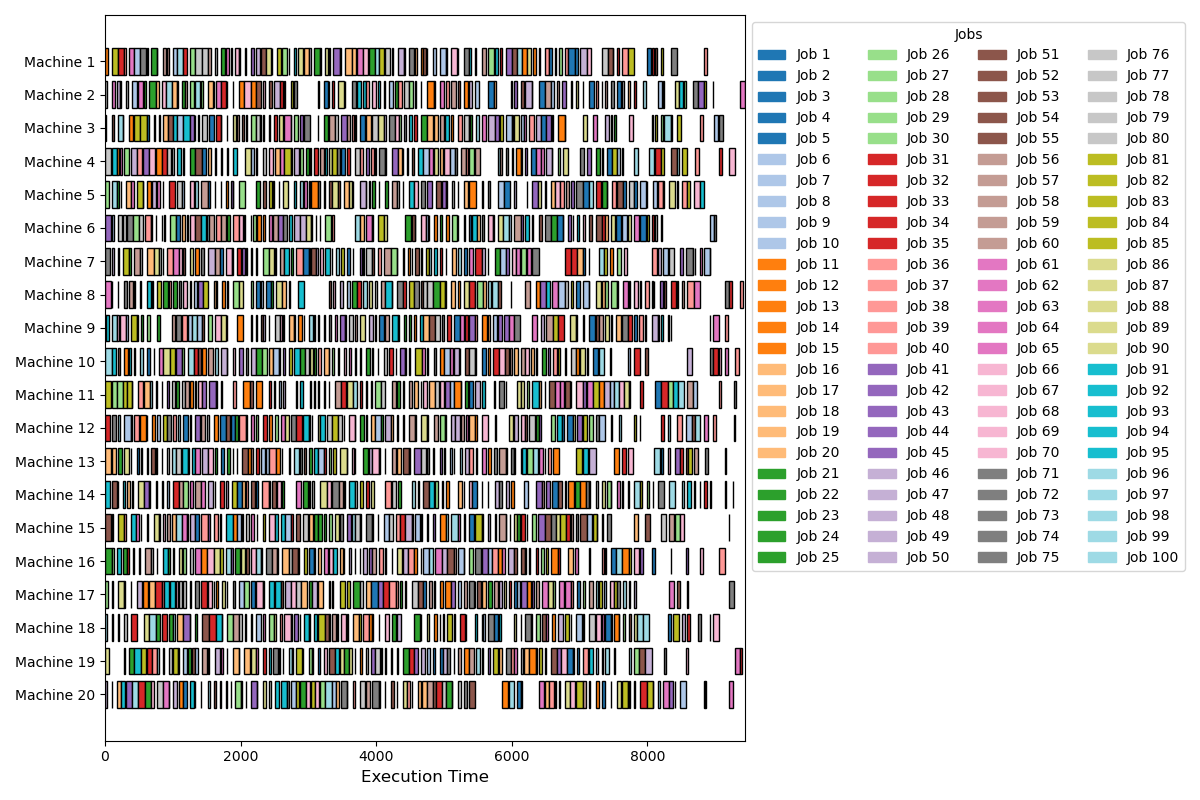 Machine 1
Machine 2
Machine 3
Machine 4
Machine 5
Machine 6
Machine 7
Machine 8
Machine 9
Machine 10
Machine 11
Machine 12
Machine 13
Machine 14
Machine 15
Machine 16
Machine 17
Machine 18
Machine 19
Machine 20
0 2000 4000 6000 8000
Execution Time
Jobs
Job 1 Job 26 Job 51 Job 76
Job 2 Job 27 Job 52 Job 77
Job 3 Job 28 Job 53 Job 78
Job 4 Job 29 Job 54 Job 79
Job 5 Job 30 Job 55 Job 80
Job 6 Job 31 Job 56 Job 81
Job 7 Job 32 Job 57 Job 82
Job 8 Job 33 Job 58 Job 83
Job 9 Job 34 Job 59 Job 84
Job 10 Job 35 Job 60 Job 85
Job 11 Job 36 Job 61 Job 86
Job 12 Job 37 Job 62 Job 87
Job 13 Job 38 Job 63 Job 88
Job 14 Job 39 Job 64 Job 89
Job 15 Job 40 Job 65 Job 90
Job 16 Job 41 Job 66 Job 91
Job 17 Job 42 Job 67 Job 92
Job 18 Job 43 Job 68 Job 93
Job 19 Job 44 Job 69 Job 94
Job 20 Job 45 Job 70 Job 95
Job 21 Job 46 Job 71 Job 96
Job 22 Job 47 Job 72 Job 97
Job 23 Job 48 Job 73 Job 98
Job 24 Job 49 Job 74 Job 99
Job 25 Job 50 Job 75 Job 100